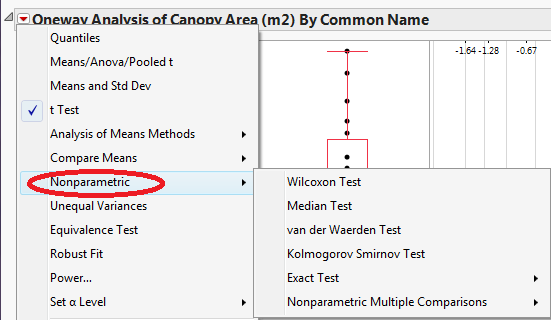 Oneway Analysis of Canopy Area (m2) By Common Name
Quantiles
Means/Anova/Pooled t
Means and Std Dev
t Test
Analysis of Means Methods
Compare Means
Nonparametric
Unequal Variances
Equivalence Test
Robust Fit
Power...
Set α Level
-1.64 -1.28 -0.67
Wilcoxon Test
Median Test
van der Waerden Test
Kolmogorov Smirnov Test
Exact Test
Nonparametric Multiple Comparisons